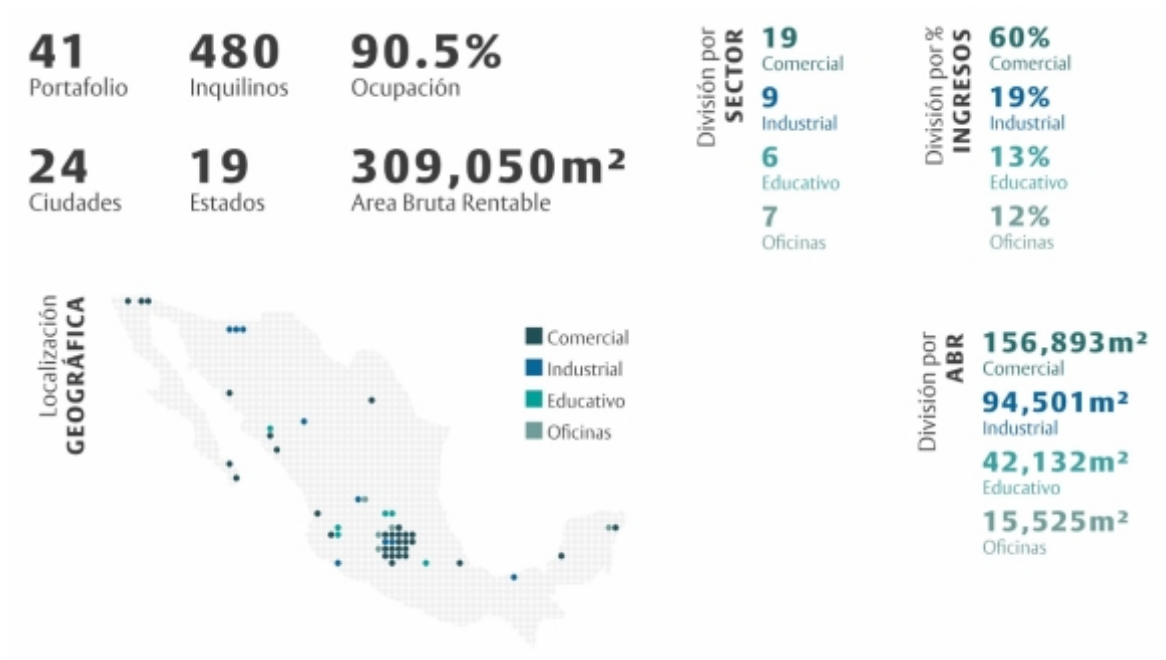 41
Portafolio
480
Inquilinos
90.5%
Ocupación
24
Ciudades
19
Estados
309,050m²
Area Bruta Rentable
División por
SECTOR
19
Comercial
9
Industrial
6
Educativo
7
Oficinas
División por %
INGRESOS
60%
Comercial
19%
Industrial
13%
Educativo
12%
Oficinas
Localización
GEOGRÁFICA
Comercial
Industrial
Educativo
Oficinas
División por
ABR
156,893m²
Comercial
94,501m²
Industrial
42,132m²
Educativo
15,525m²
Oficinas